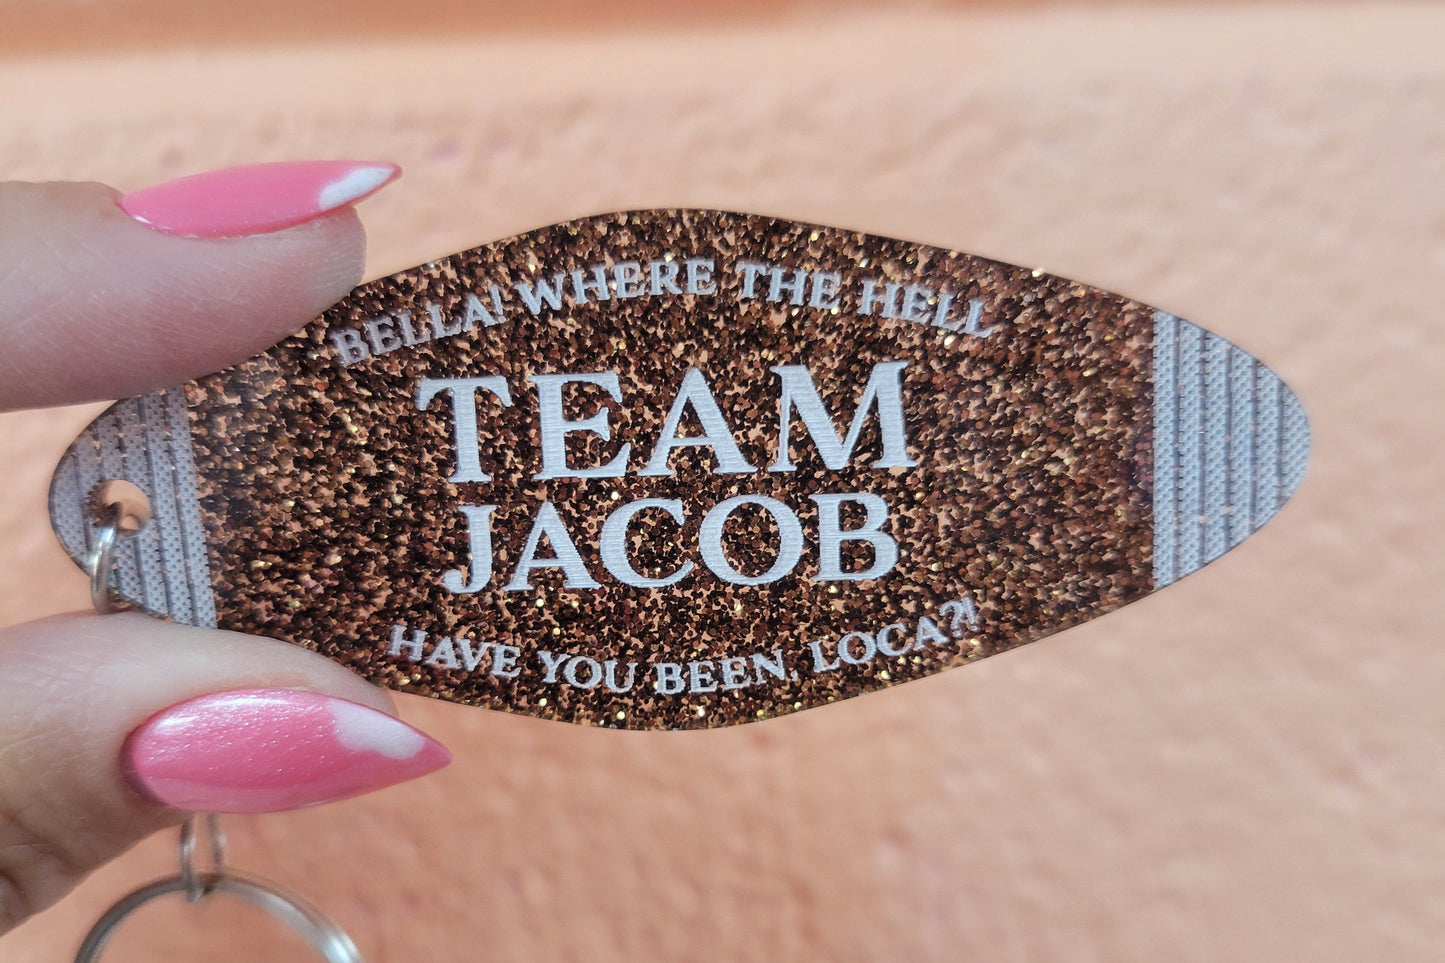 BELLA! WHERE THE HELL
TEAM
JACOB
HAVE YOU BEEN, LOCA?!